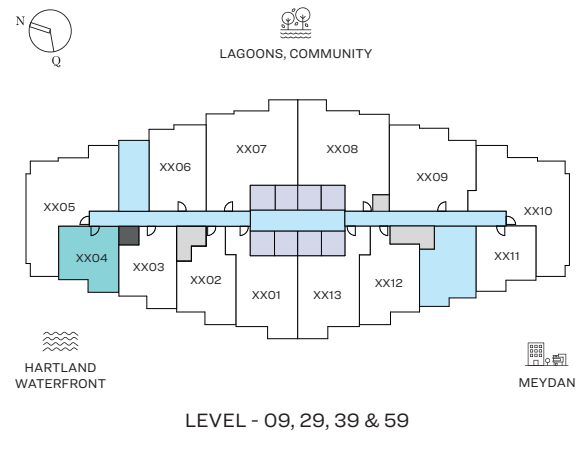 N
Q
LAGOONS, COMMUNITY
XX07
XX08
XX06
XX09
XX05
XX10
XX04
XX03
XX11
XX02
XX12
XX01
XX13
HARTLAND
WATERFRONT
MEYDAN
LEVEL - 09, 29, 39 & 59